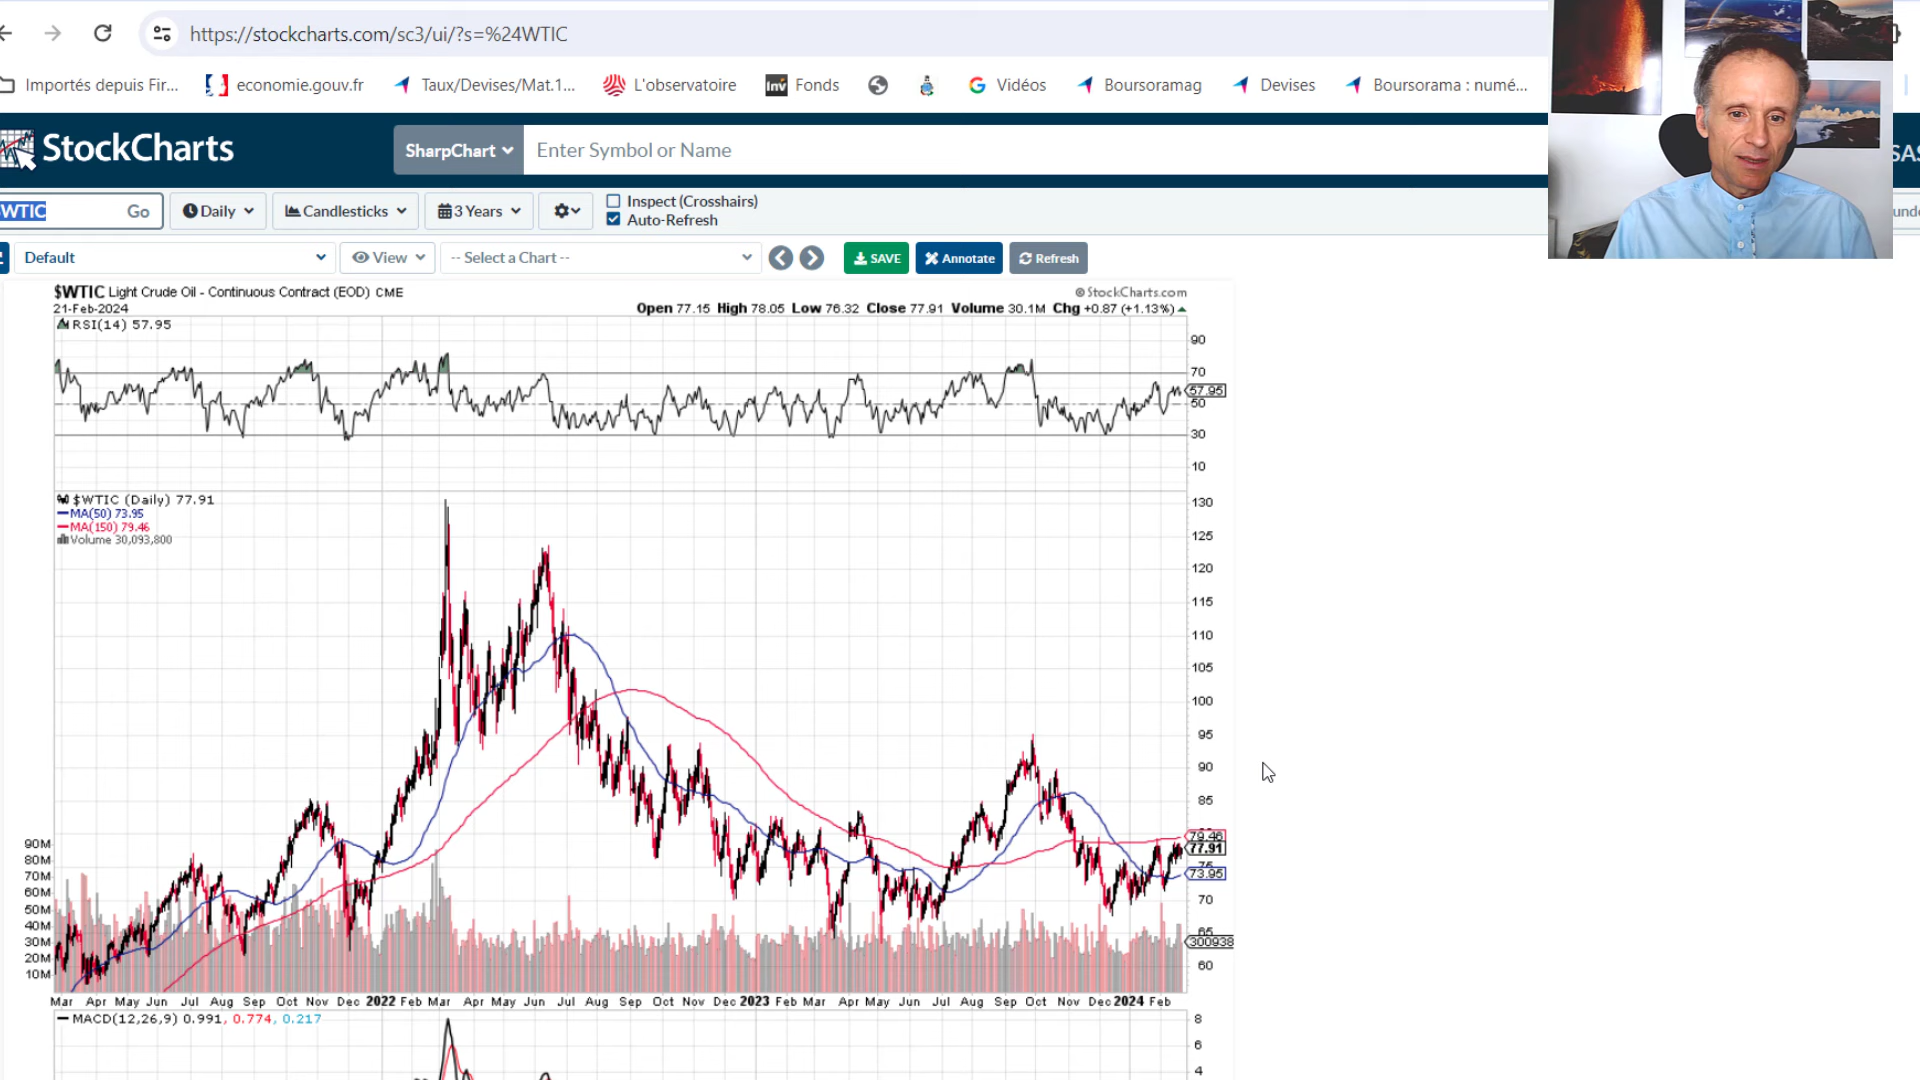 https://stockcharts.com/sc3/ui/?s=%24WTIC
Importés depuis Fir... economie.gouv.fr Taux/Devises/Mat.1... L'observatoire Inv Fonds Vidéos Boursoramag Devises Boursorama : numé...
StockCharts SharpChart Enter Symbol or Name
WTIC Go Daily Candlesticks 3 Years Inspect (Crosshairs)
Auto-Refresh
Default View -- Select a Chart -- SAVE Annotate Refresh
$WTIC Light Crude Oil - Continuous Contract (EOD) CME © StockCharts.com
21-Feb-2024 Open 77.15 High 78.05 Low 76.32 Close 77.91 Volume 30.1M Chg +0.87 (+1.13%)
RSI(14) 57.95
90
70
57.95
50
30
10
$WTIC (Daily) 77.91
MA(50) 73.95
MA(150) 79.46
Volume 30,093,800
130
125
120
115
110
105
100
95
90
85
79.46
77.91
75
73.95
70
65
300938
60
90M
80M
70M
60M
50M
40M
30M
20M
10M
Mar Apr May Jun Jul Aug Sep Oct Nov Dec 2022 Feb Mar Apr May Jun Jul Aug Sep Oct Nov Dec 2023 Feb Mar Apr May Jun Jul Aug Sep Oct Nov Dec 2024 Feb
MACD(12,26,9) 0.991, 0.774, 0.217
8
6
4